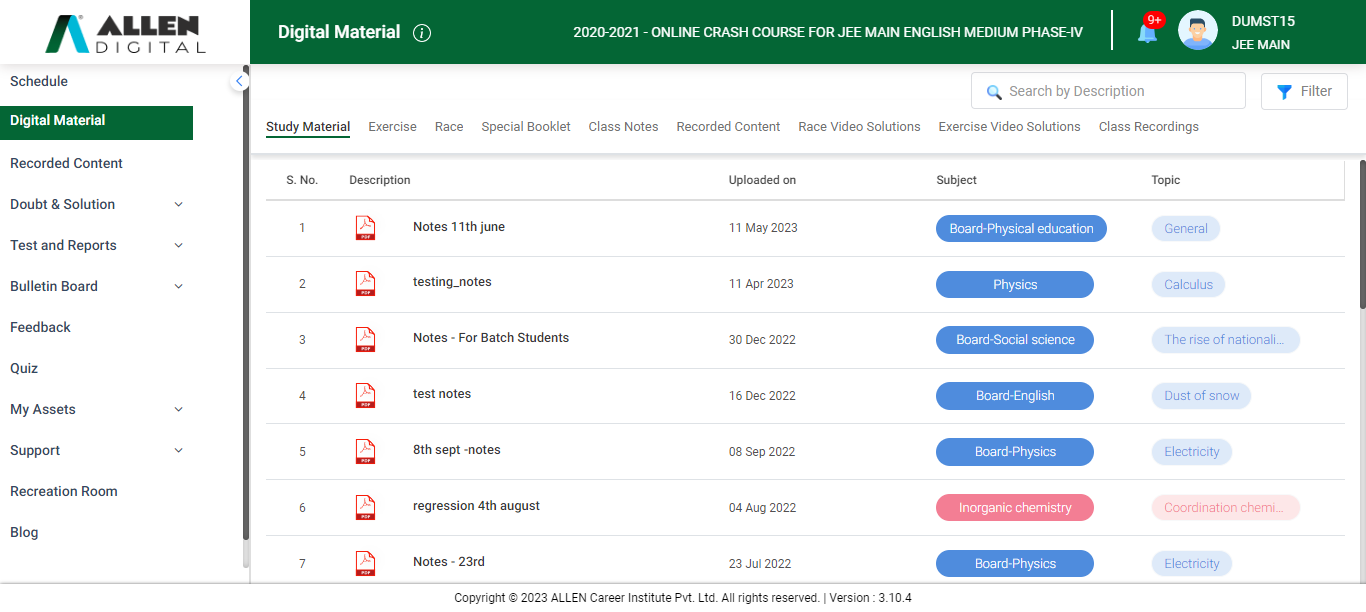 ALLEN
DIGITAL
Digital Material
2020-2021 - ONLINE CRASH COURSE FOR JEE MAIN ENGLISH MEDIUM PHASE-IV
9+
DUMST15
JEE MAIN
Schedule
Digital Material
Recorded Content
Doubt & Solution
Test and Reports
Bulletin Board
Feedback
Quiz
My Assets
Support
Recreation Room
Blog
Search by Description
Filter
Study Material Exercise Race Special Booklet Class Notes Recorded Content Race Video Solutions Exercise Video Solutions Class Recordings
S. No. Description Uploaded on Subject Topic
1 PDF Notes 11th june 11 May 2023 Board-Physical education General
2 PDF testing_notes 11 Apr 2023 Physics Calculus
3 PDF Notes - For Batch Students 30 Dec 2022 Board-Social science The rise of nationali...
4 PDF test notes 16 Dec 2022 Board-English Dust of snow
5 PDF 8th sept -notes 08 Sep 2022 Board-Physics Electricity
6 PDF regression 4th august 04 Aug 2022 Inorganic chemistry Coordination chemi...
7 PDF Notes - 23rd 23 Jul 2022 Board-Physics Electricity
Copyright © 2023 ALLEN Career Institute Pvt. Ltd. All rights reserved. | Version : 3.10.4